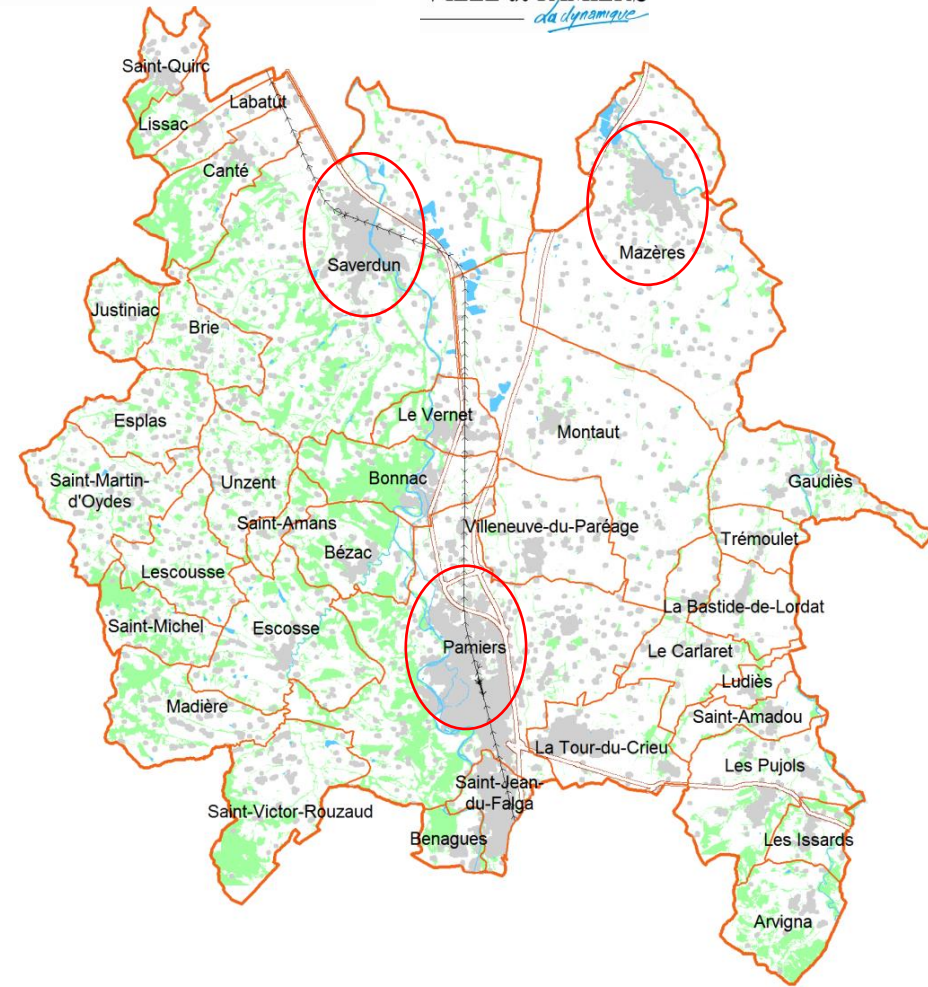 La dynamique
Saint-Quirc
Labatut
Lissac
Canté
Saverdun
Mazères
Justiniac
Brie
Esplas
Le Vernet
Montaut
Saint-Martin-
d'Oydes
Unzent
Bonnac
Gaudiès
Saint-Amans
Villeneuve-du-Paréage
Trémoulet
Bézac
Lescousse
La Bastide-de-Lordat
Saint-Michel
Escosse
Pamiers
Le Carlaret
Ludiès
Madière
Saint-Amadou
La Tour-du-Crieu
Les Pujols
Saint-Jean-
du-Falga
Saint-Victor-Rouzaud
Benagues
Les Issards
Arvigna